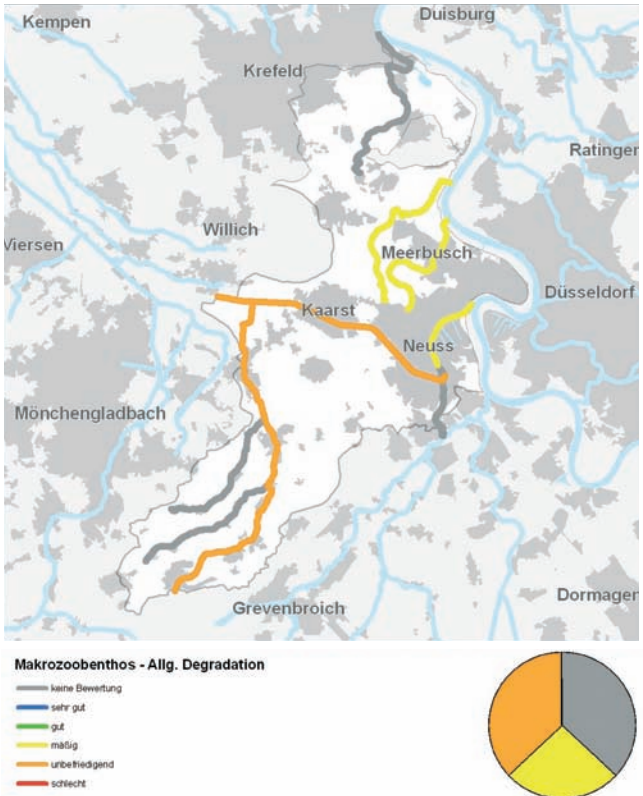 Kempen
Duisburg
Krefeld
Ratingen
Willich
Viersen
Meerbusch
Düsseldorf
Kaarst
Neuss
Mönchengladbach
Dormagen
Grevenbroich
Makrozoobenthos - Allg. Degradation
keine Bewertung
sehr gut
gut
mäßig
unbefriedigend
schlecht